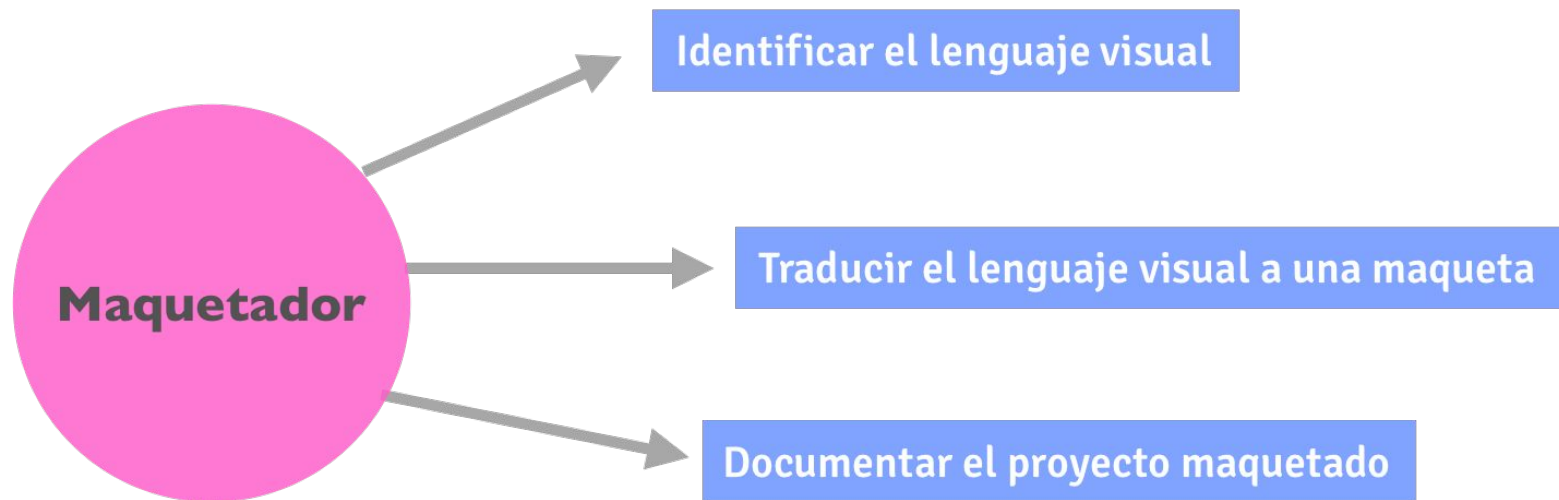 Identificar el lenguaje visual
Maquetador
Traducir el lenguaje visual a una maqueta
Documentar el proyecto maquetado